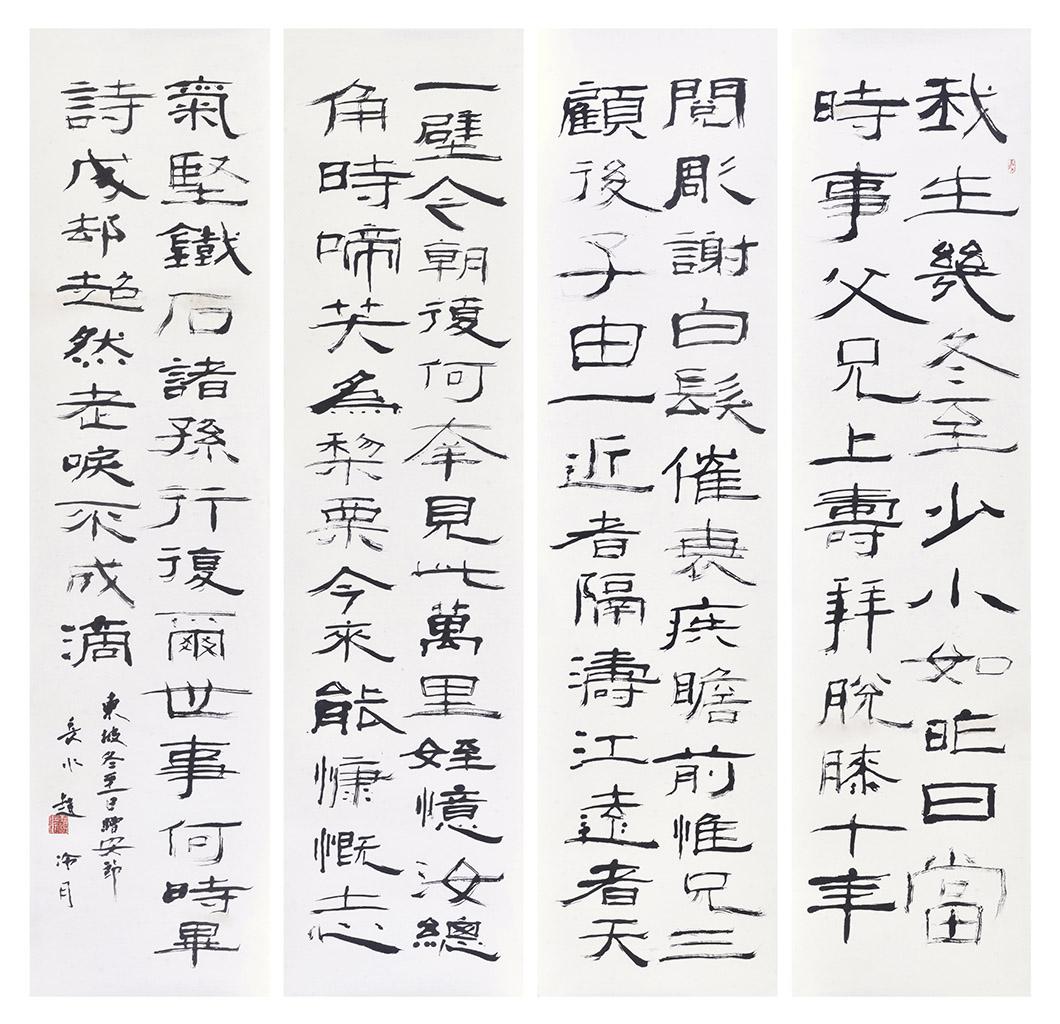 我生幾冬至少小如昨日當
時事父兄上壽拜脫膝十年
閱彫謝白髮催衰疾瞻前惟兄三
顧後子由一近者隔濤江遠者天
一壁今朝復何幸見此萬里姪憶汝總
角時啼笑為棃栗今來能慷慨志
氣堅鐵石諸孫行復爾世事何時畢
詩成却超然老淚不成滴
東坡冬至日贈安節
長水趙冷月